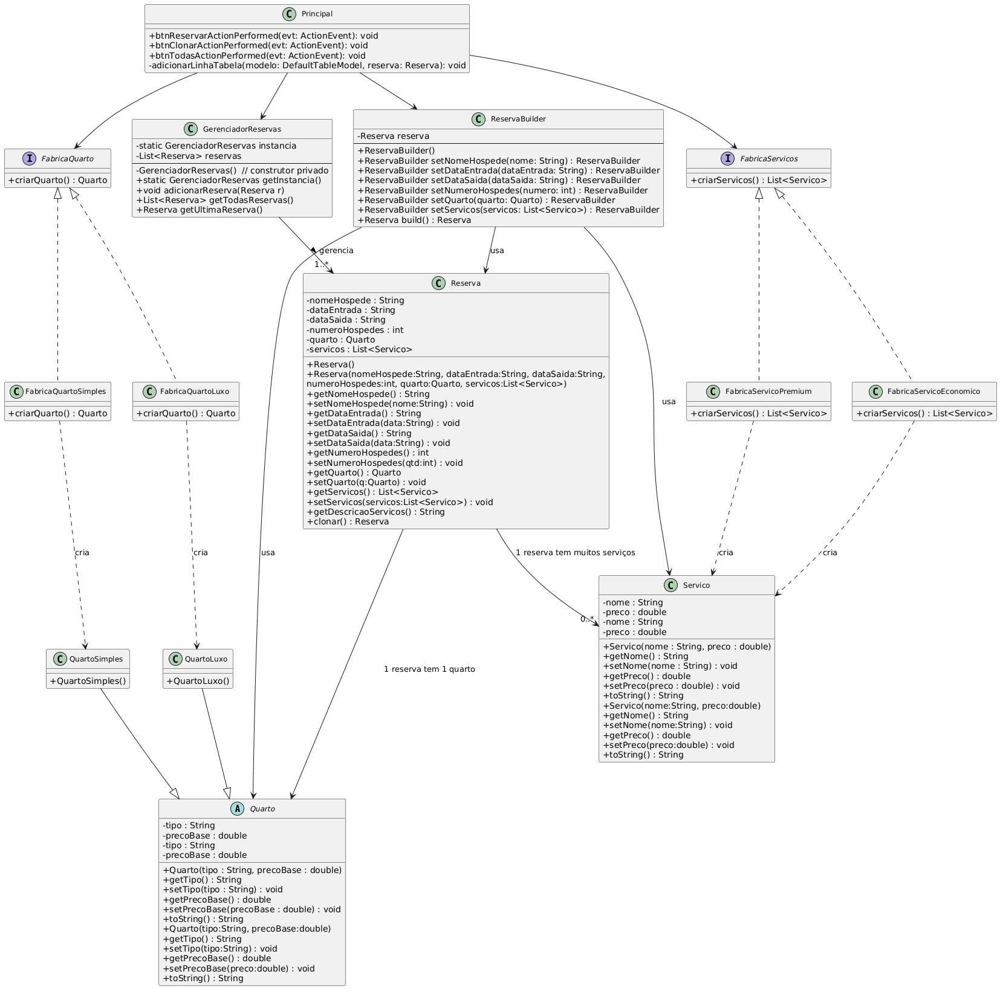 Principal
+btnReservarActionPerformed(evt: ActionEvent): void
+btnClonarActionPerformed(evt: ActionEvent): void
+btnTodasActionPerformed(evt: ActionEvent): void
-adicionarLinhaTabela(modelo: DefaultTableModel, reserva: Reserva): void
FabricaQuarto
+criarQuarto() : Quarto
GerenciadorReservas
-static GerenciadorReservas instancia
-List<Reserva> reservas
-GerenciadorReservas()  // construtor privado
+static GerenciadorReservas getInstancia()
+void adicionarReserva(Reserva r)
+List<Reserva> getTodasReservas()
+Reserva getUltimaReserva()
ReservaBuilder
-Reserva reserva
+ReservaBuilder()
+ReservaBuilder setNomeHospede(nome: String) : ReservaBuilder
+ReservaBuilder setDataEntrada(dataEntrada: String) : ReservaBuilder
+ReservaBuilder setDataSaida(dataSaida: String) : ReservaBuilder
+ReservaBuilder setNumeroHospedes(numero: int) : ReservaBuilder
+ReservaBuilder setQuarto(quarto: Quarto) : ReservaBuilder
+ReservaBuilder setServicos(servicos: List<Servico>) : ReservaBuilder
+Reserva build() : Reserva
FabricaServicos
+criarServicos() : List<Servico>
gerencia
1..*
usa
Reserva
-nomeHospede : String
-dataEntrada : String
-dataSaida : String
-numeroHospedes : int
-quarto : Quarto
-servicos : List<Servico>
+Reserva()
+Reserva(nomeHospede:String, dataEntrada:String, dataSaida:String,
numeroHospedes:int, quarto:Quarto, servicos:List<Servico>)
+getNomeHospede() : String
+setNomeHospede(nome:String) : void
+getDataEntrada() : String
+setDataEntrada(data:String) : void
+getDataSaida() : String
+setDataSaida(data:String) : void
+getNumeroHospedes() : int
+setNumeroHospedes(qtd:int) : void
+getQuarto() : Quarto
+setQuarto(q:Quarto) : void
+getServicos() : List<Servico>
+setServicos(servicos:List<Servico>) : void
+getDescricaoServicos() : String
+clonar() : Reserva
usa
FabricaQuartoSimples
+criarQuarto() : Quarto
FabricaQuartoLuxo
+criarQuarto() : Quarto
FabricaServicoPremium
+criarServicos() : List<Servico>
FabricaServicoEconomico
+criarServicos() : List<Servico>
cria
cria
usa
1 reserva tem muitos serviços
cria
cria
0..*
Servico
-nome : String
-preco : double
-nome : String
-preco : double
+Servico(nome : String, preco : double)
+getNome() : String
+setNome(nome : String) : void
+getPreco() : double
+setPreco(preco : double) : void
+toString() : String
+Servico(nome:String, preco:double)
+getNome() : String
+setNome(nome:String) : void
+getPreco() : double
+setPreco(preco:double) : void
+toString() : String
QuartoSimples
+QuartoSimples()
QuartoLuxo
+QuartoLuxo()
1 reserva tem 1 quarto
Quarto
-tipo : String
-precoBase : double
-tipo : String
-precoBase : double
+Quarto(tipo : String, precoBase : double)
+getTipo() : String
+setTipo(tipo : String) : void
+getPrecoBase() : double
+setPrecoBase(precoBase : double) : void
+toString() : String
+Quarto(tipo:String, precoBase:double)
+getTipo() : String
+setTipo(tipo:String) : void
+getPrecoBase() : double
+setPrecoBase(preco:double) : void
+toString() : String